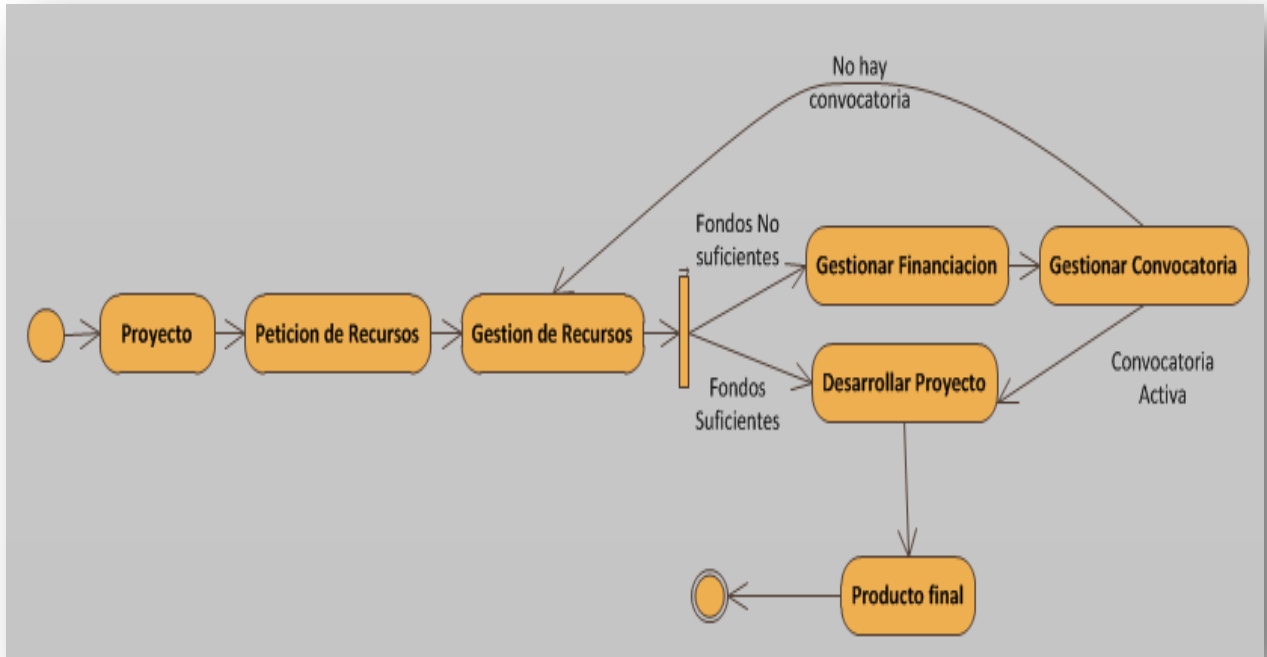 No hay
convocatoria
Fondos No
suficientes
Gestionar Financiacion
Gestionar Convocatoria
Proyecto
Peticion de Recursos
Gestion de Recursos
Desarrollar Proyecto
Convocatoria
Activa
Fondos
Suficientes
Producto final